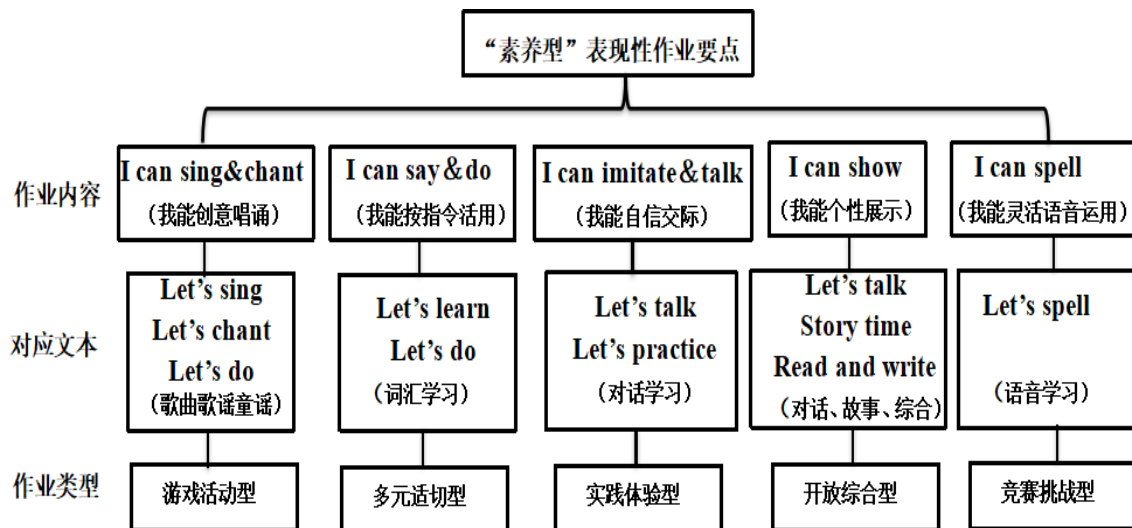 “素养型”表现性作业要点
作业内容
I can sing&chant
（我能创意唱诵）
I can say&do
（我能按指令活用）
I can imitate&talk
（我能自信交际）
I can show
（我能个性展示）
I can spell
（我能灵活语音运用）
对应文本
Let’s sing
Let’s chant
Let’s do
（歌曲歌谣童谣）
Let’s learn
Let’s do
（词汇学习）
Let’s talk
Let’s practice
（对话学习）
Let’s talk
Story time
Read and write
（对话、故事、综合）
Let’s spell
（语音学习）
作业类型
游戏活动型
多元适切型
实践体验型
开放综合型
竞赛挑战型